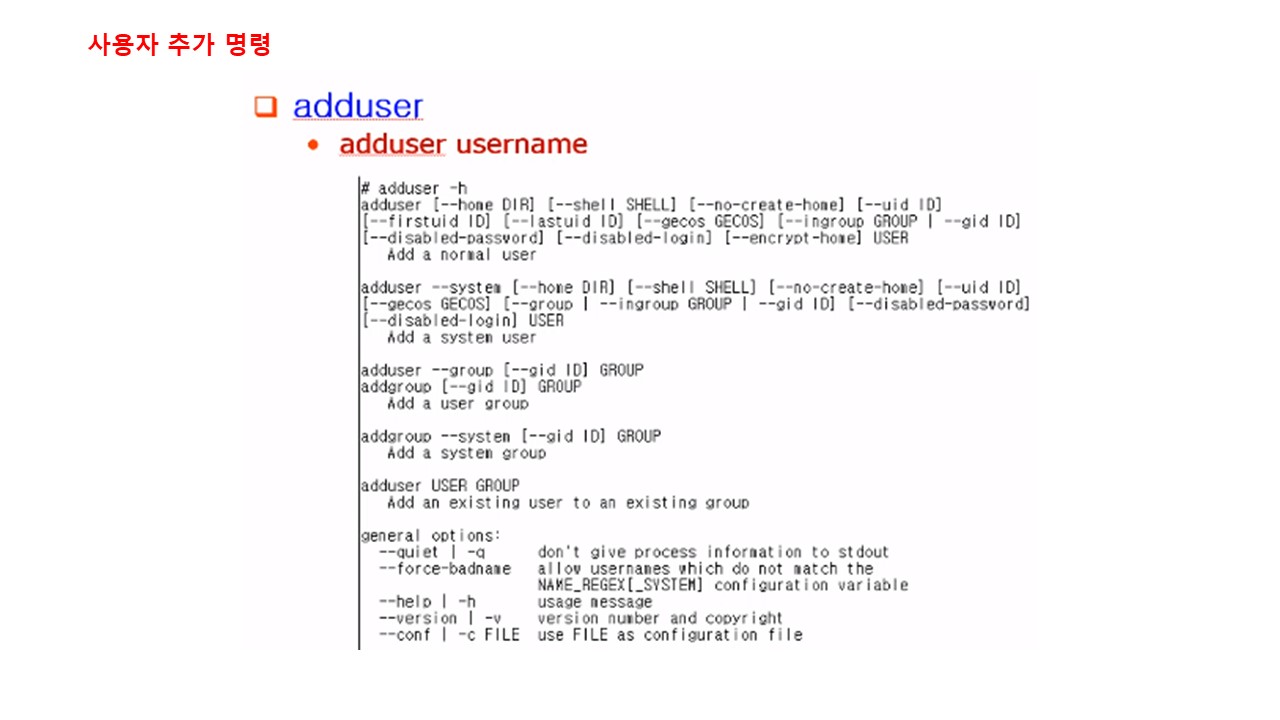 사용자 추가 명령
❑ adduser
• adduser username
# adduser -h
adduser [--home DIR] [--shell SHELL] [--no-create-home] [--uid ID]
[--firstuid ID] [--lastuid ID] [--gecos GECOS] [--ingroup GROUP | --gid ID]
[--disabled-password] [--disabled-login] [--encrypt-home] USER
Add a normal user
adduser --system [--home DIR] [--shell SHELL] [--no-create-home] [--uid ID]
[--gecos GECOS] [--group | --ingroup GROUP | --gid ID] [--disabled-password]
[--disabled-login] USER
Add a system user
adduser --group [--gid ID] GROUP
addgroup [--gid ID] GROUP
Add a user group
addgroup --system [--gid ID] GROUP
Add a system group
adduser USER GROUP
Add an existing user to an existing group
general options:
--quiet | -q don't give process information to stdout
--force-badname allow usernames which do not match the
NAME_REGEX[_SYSTEM] configuration variable
--help | -h usage message
--version | -v version number and copyright
--conf | -c FILE use FILE as configuration file